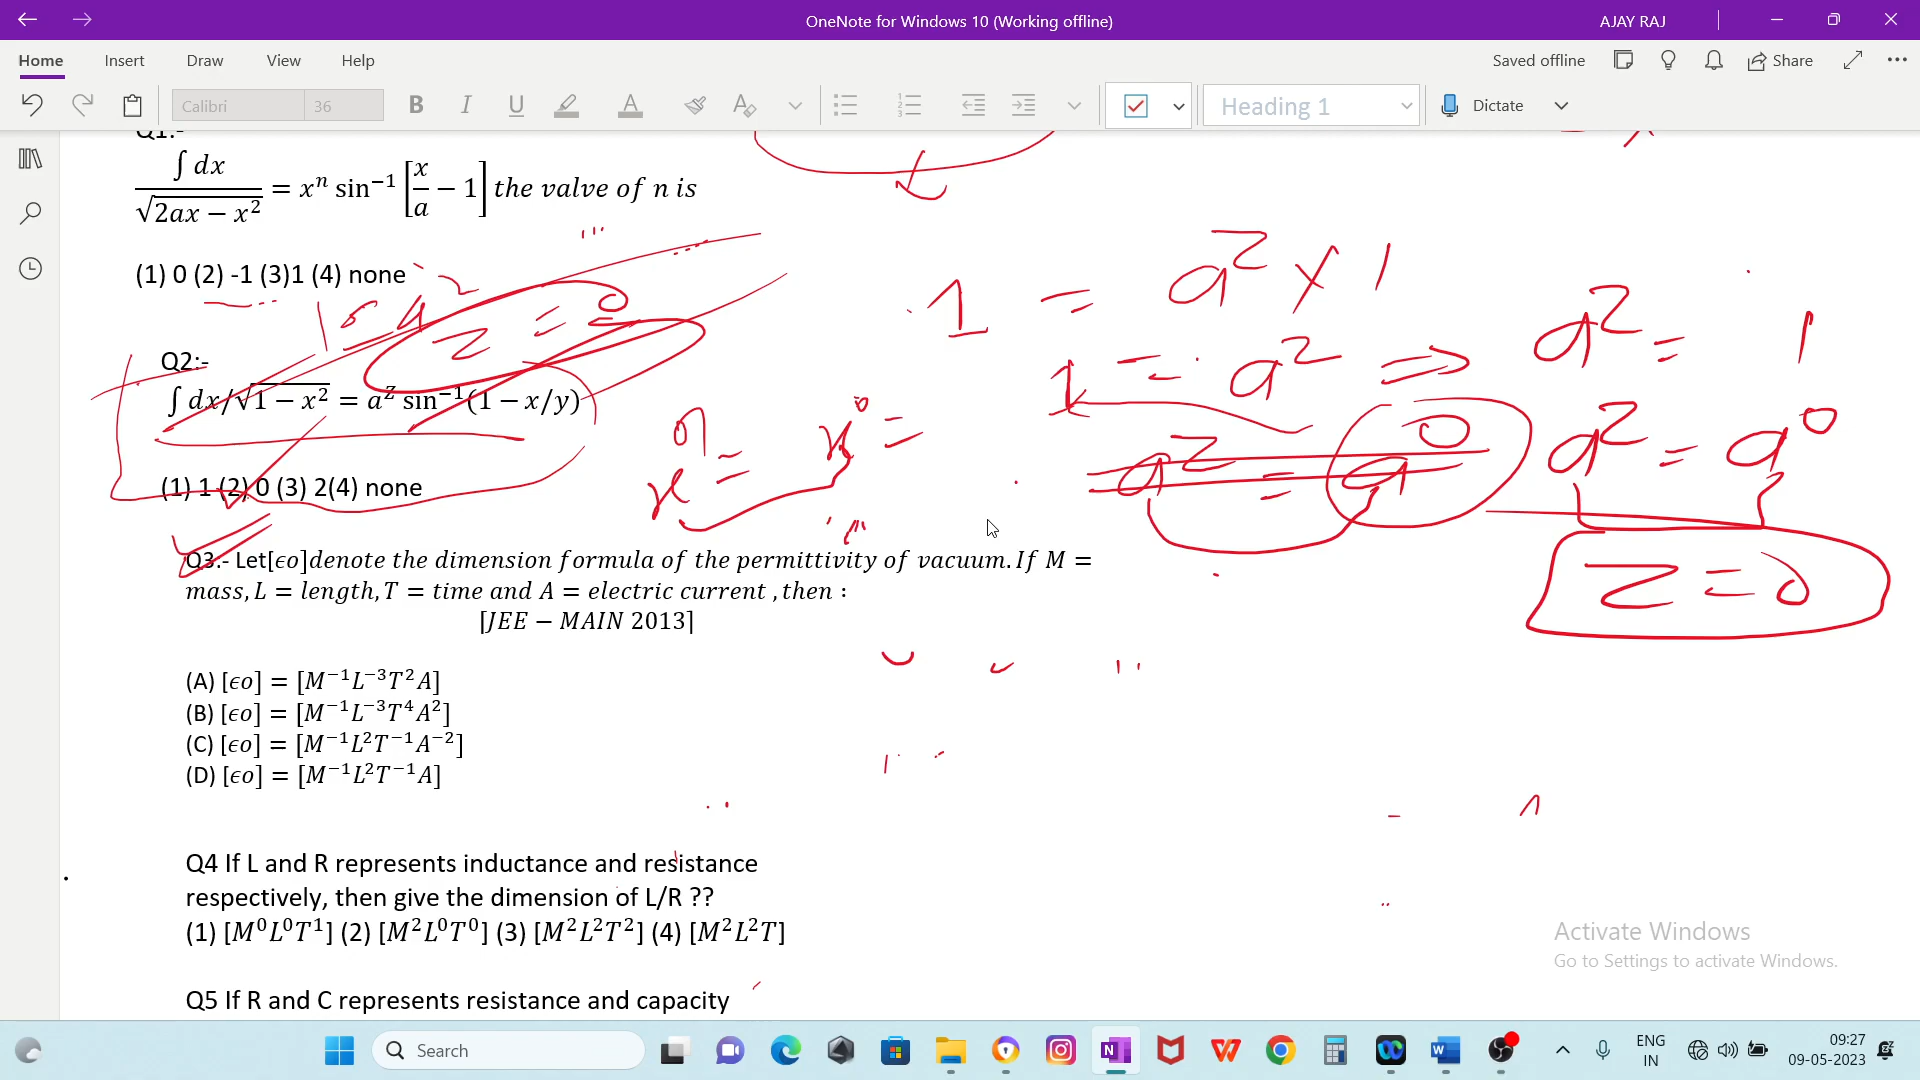 OneNote for Windows 10 (Working offline)
AJAY RAJ
Home Insert Draw View Help
Saved offline
Share
Calibri 36
Heading 1
Dictate
Q1:-
∫dx/√(2ax − x²) = xⁿ sin⁻¹ [x/a − 1] the valve of n is
(1) 0 (2) -1 (3)1 (4) none
z = 0
1 = a^z × 1
1 = a^z ⇒ a^z = 1
Q2:-
∫dx/√(1 − x²) = a^z sin⁻¹(1 − x/y)
xⁿ = x⁰ =
a^z = a⁰
a^z = a⁰
(1) 1 (2) 0 (3) 2(4) none
z = 0
Q3:- Let[ϵo]denote the dimension formula of the permittivity of vacuum.If M =
mass, L = length, T = time and A = electric current ,then :
[JEE − MAIN 2013]
(A) [ϵo] = [M⁻¹L⁻³T²A]
(B) [ϵo] = [M⁻¹L⁻³T⁴A²]
(C) [ϵo] = [M⁻¹L²T⁻¹A⁻²]
(D) [ϵo] = [M⁻¹L²T⁻¹A]
Q4 If L and R represents inductance and resistance
respectively, then give the dimension of L/R ??
(1) [M⁰L⁰T¹] (2) [M²L⁰T⁰] (3) [M²L²T²] (4) [M²L²T]
Activate Windows
Go to Settings to activate Windows.
Q5 If R and C represents resistance and capacity
Search
ENG
IN
09:27
09-05-2023